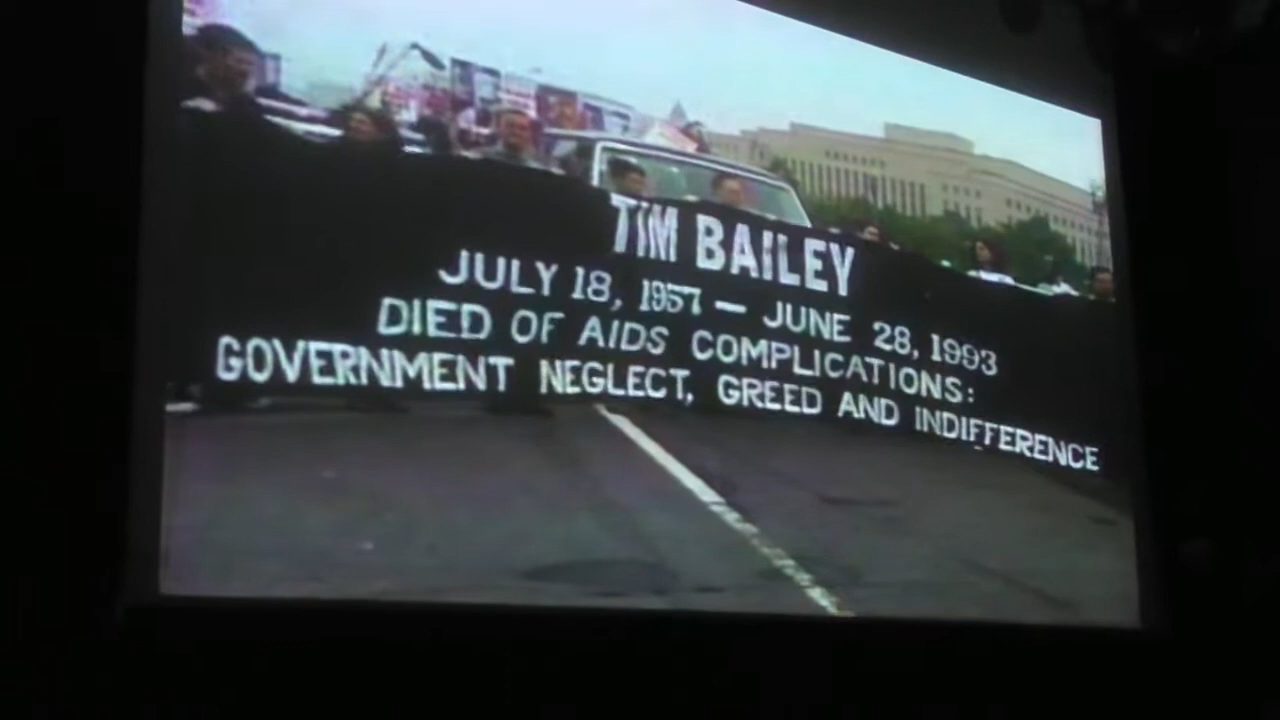 TIM BAILEY
JULY 18, 1957 — JUNE 28, 1993
DIED OF AIDS COMPLICATIONS:
GOVERNMENT NEGLECT, GREED AND INDIFFERENCE